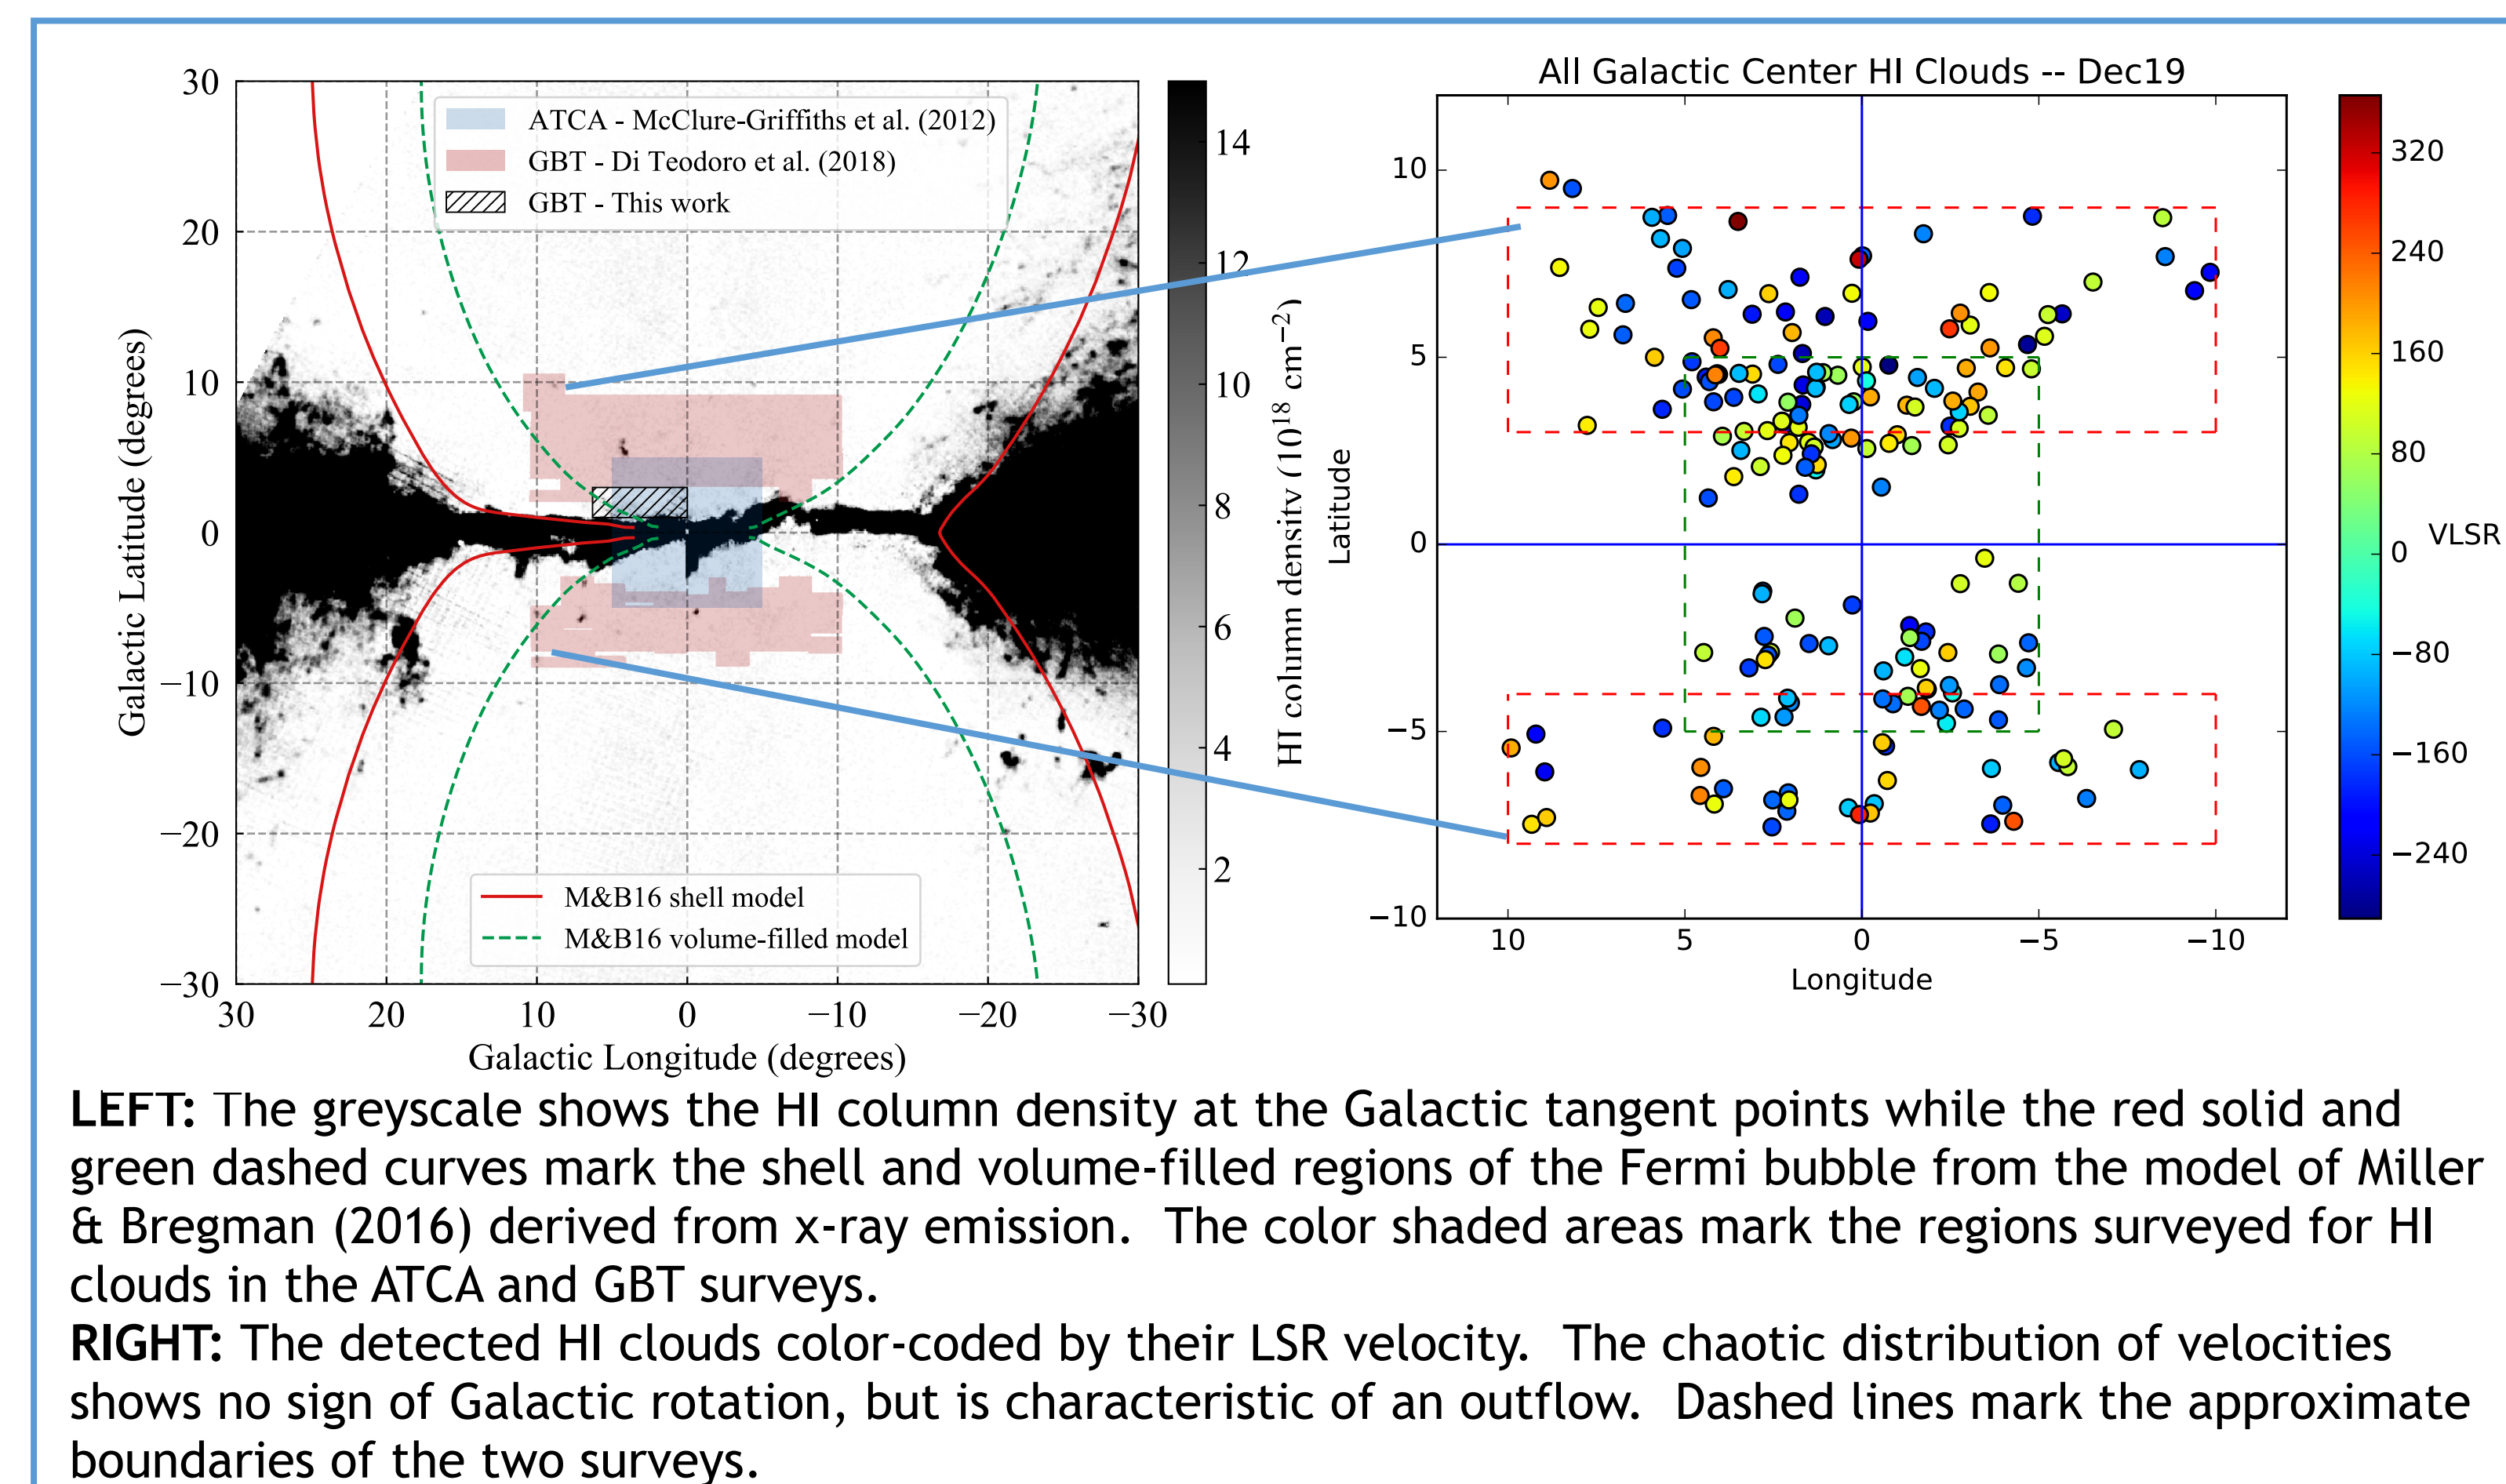 30
20
10
0
−10
−20
−30
30
20
10
0
−10
−20
−30
Galactic Latitude (degrees)
Galactic Longitude (degrees)
ATCA - McClure-Griffiths et al. (2012)
GBT - Di Teodoro et al. (2018)
GBT - This work
M&B16 shell model
M&B16 volume-filled model
14
12
10
8
6
4
2
HI column density (10^18 cm^−2)
All Galactic Center HI Clouds -- Dec19
10
5
0
−5
−10
Latitude
10
5
0
−5
−10
Longitude
320
240
160
80
0
−80
−160
−240
VLSR
LEFT: The greyscale shows the HI column density at the Galactic tangent points while the red solid and
green dashed curves mark the shell and volume-filled regions of the Fermi bubble from the model of Miller
& Bregman (2016) derived from x-ray emission.  The color shaded areas mark the regions surveyed for HI
clouds in the ATCA and GBT surveys.
RIGHT: The detected HI clouds color-coded by their LSR velocity.  The chaotic distribution of velocities
shows no sign of Galactic rotation, but is characteristic of an outflow.  Dashed lines mark the approximate
boundaries of the two surveys.